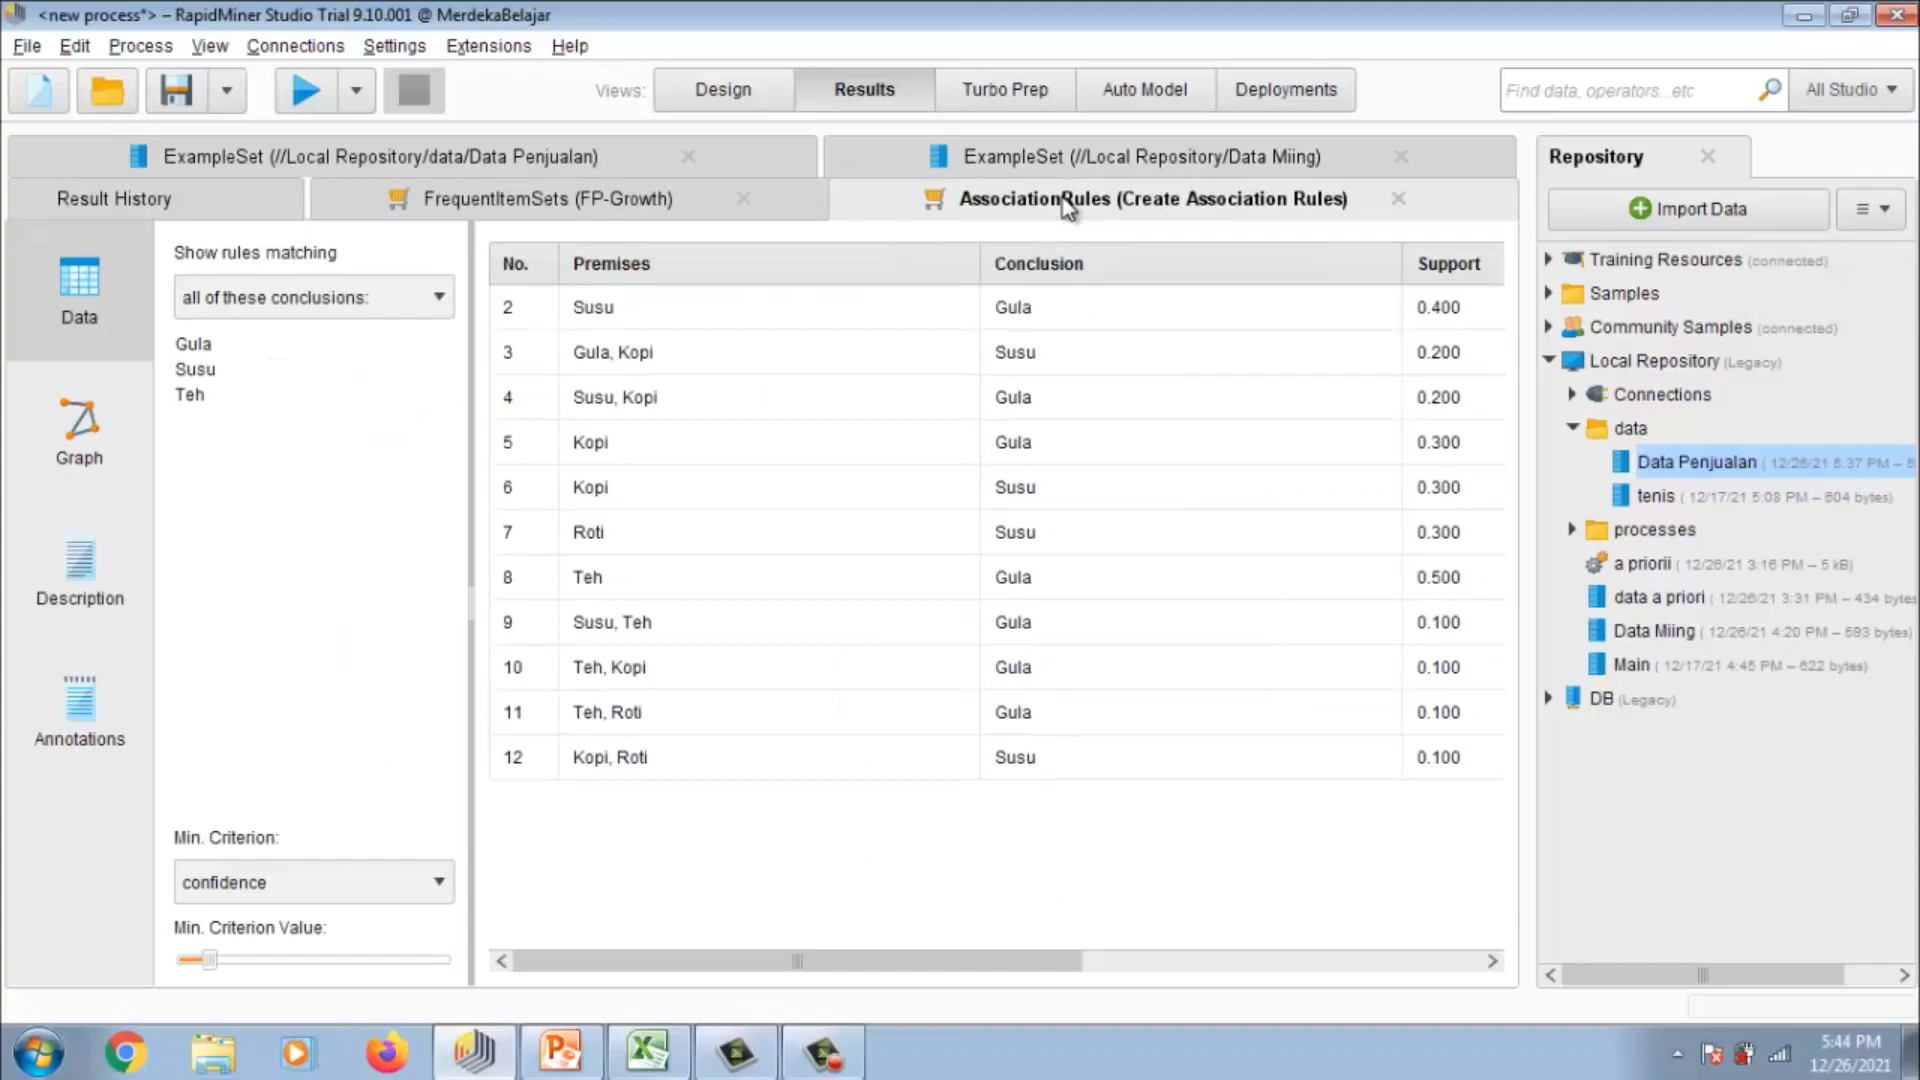 <new process*> – RapidMiner Studio Trial 9.10.001 @ MerdekaBelajar
File Edit Process View Connections Settings Extensions Help
Views: Design Results Turbo Prep Auto Model Deployments
Find data, operators...etc All Studio
ExampleSet (//Local Repository/data/Data Penjualan) ExampleSet (//Local Repository/Data Miing)
Result History FrequentItemSets (FP-Growth) AssociationRules (Create Association Rules)
Data
Graph
Description
Annotations
Show rules matching
all of these conclusions:
Gula
Susu
Teh
Min. Criterion:
confidence
Min. Criterion Value:
No. Premises Conclusion Support
2 Susu Gula 0.400
3 Gula, Kopi Susu 0.200
4 Susu, Kopi Gula 0.200
5 Kopi Gula 0.300
6 Kopi Susu 0.300
7 Roti Susu 0.300
8 Teh Gula 0.500
9 Susu, Teh Gula 0.100
10 Teh, Kopi Gula 0.100
11 Teh, Roti Gula 0.100
12 Kopi, Roti Susu 0.100
Repository
Import Data
Training Resources (connected)
Samples
Community Samples (connected)
Local Repository (Legacy)
Connections
data
Data Penjualan ( 12/26/21 5:37 PM –
tenis ( 12/17/21 5:08 PM – 604 bytes)
processes
a priorii ( 12/26/21 3:16 PM – 5 kB)
data a priori ( 12/26/21 3:31 PM – 434 bytes
Data Miing ( 12/26/21 4:20 PM – 593 bytes)
Main ( 12/17/21 4:45 PM – 622 bytes)
DB (Legacy)
5:44 PM
12/26/2021